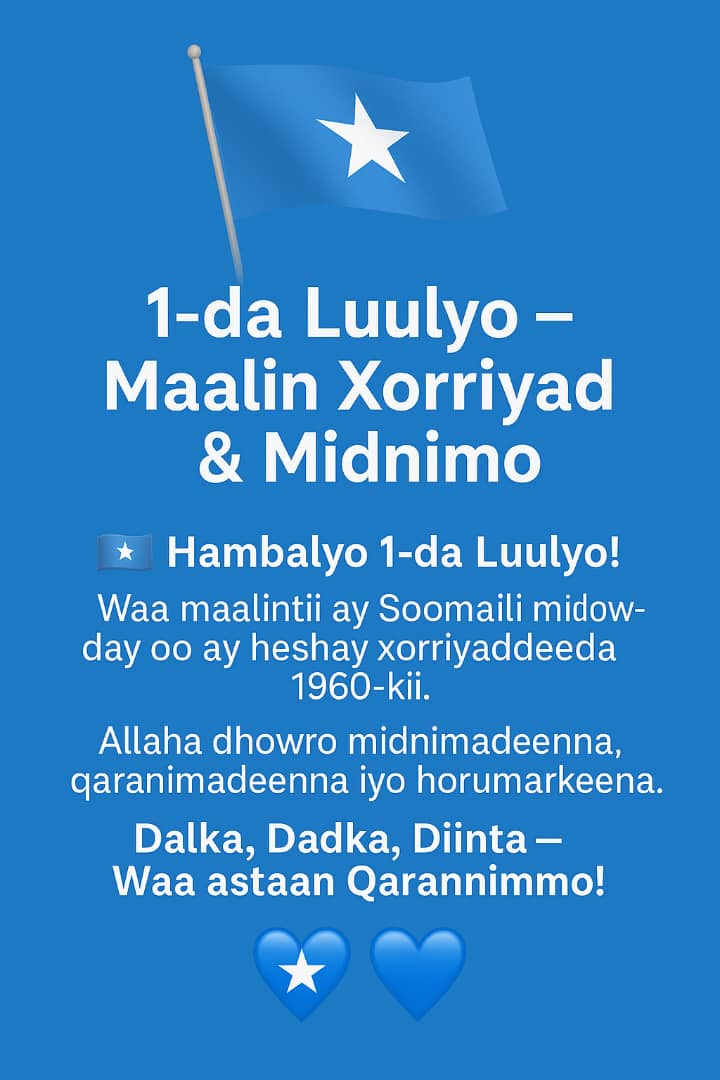 1-da Luulyo –
Maalin Xorriyad
& Midnimo
🇸🇴 Hambalyo 1-da Luulyo!
Waa maalintii ay Soomaili midow-
day oo ay heshay xorriyaddeeda
1960-kii.
Allaha dhowro midnimadeenna,
qaranimadeenna iyo horumarkeena.
Dalka, Dadka, Diinta –
Waa astaan Qarannimmo!